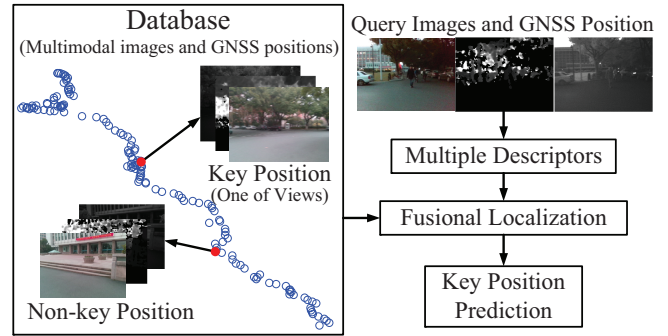 Database
(Multimodal images and GNSS positions)
Key Position
(One of Views)
Non-key Position
Query Images and GNSS Position
Multiple Descriptors
Fusional Localization
Key Position
Prediction